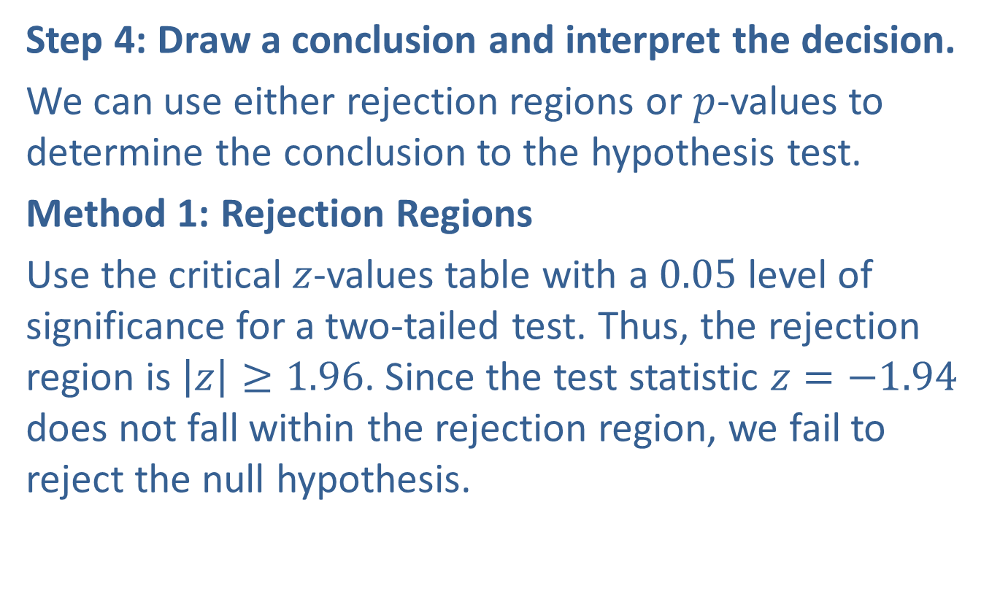 Step 4: Draw a conclusion and interpret the decision.
We can use either rejection regions or p-values to
determine the conclusion to the hypothesis test.
Method 1: Rejection Regions
Use the critical z-values table with a 0.05 level of
significance for a two-tailed test. Thus, the rejection
region is |z| ≥ 1.96. Since the test statistic z = −1.94
does not fall within the rejection region, we fail to
reject the null hypothesis.